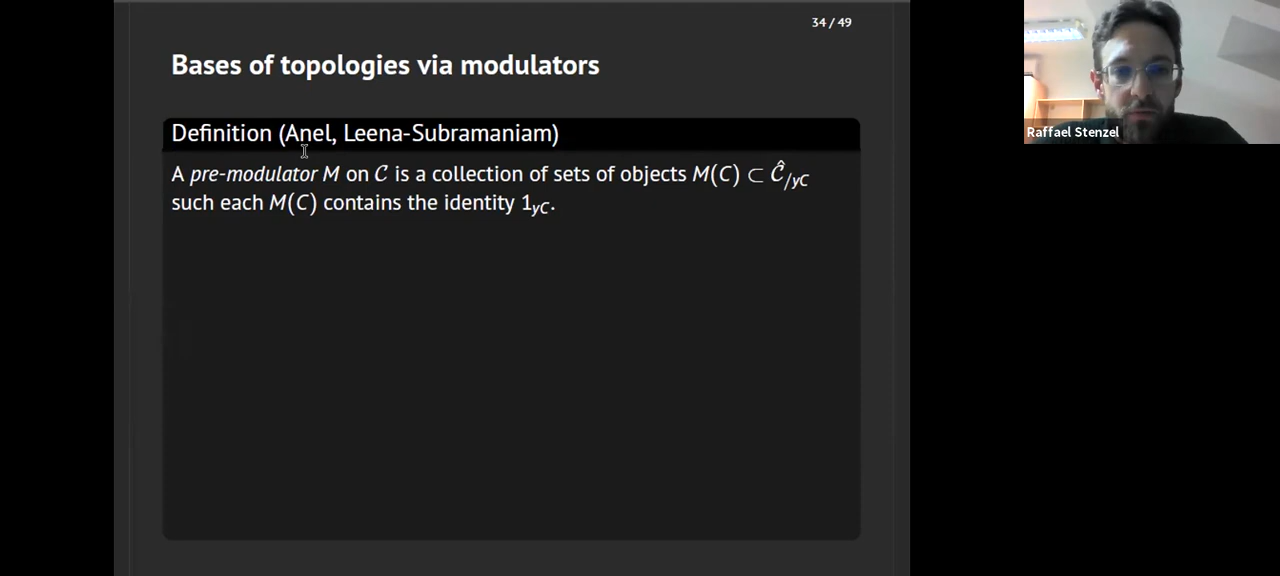 34 / 49
Bases of topologies via modulators
Definition (Anel, Leena-Subramaniam)
A pre-modulator M on 𝒞 is a collection of sets of objects M(C) ⊂ 𝒞̂/yC
such each M(C) contains the identity 1yC.
Raffael Stenzel